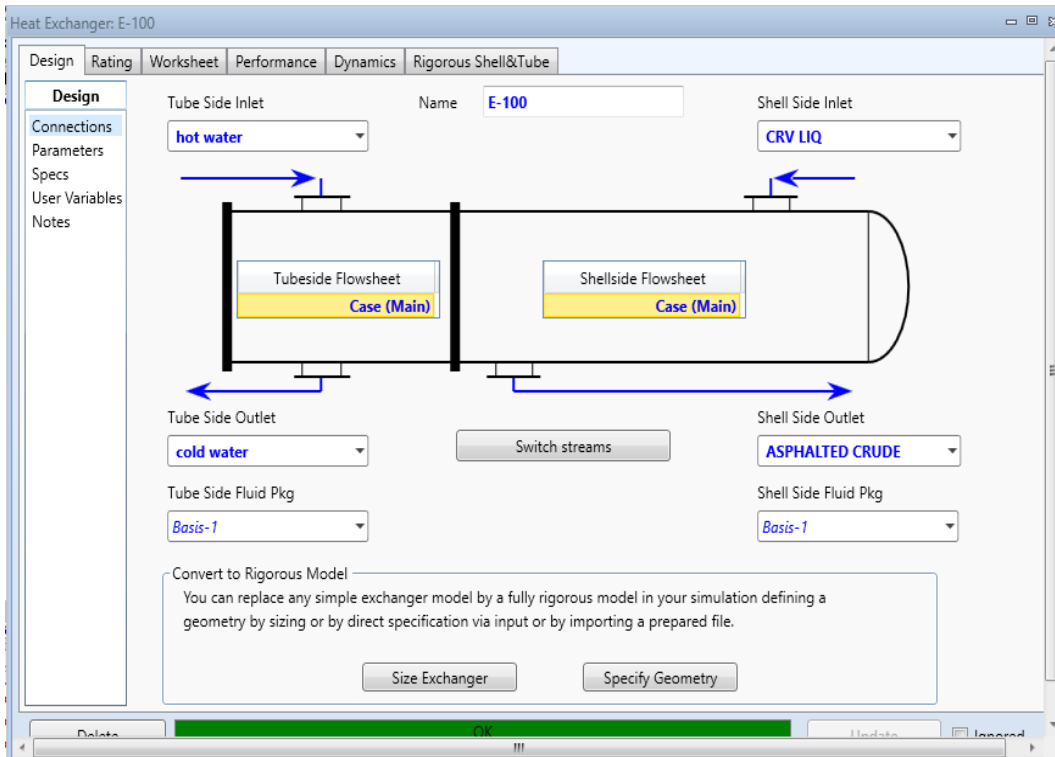 Heat Exchanger: E-100
Design Rating Worksheet Performance Dynamics Rigorous Shell&Tube
Design
Connections
Parameters
Specs
User Variables
Notes
Tube Side Inlet Name E-100 Shell Side Inlet
hot water CRV LIQ
Tubeside Flowsheet Shellside Flowsheet
Case (Main) Case (Main)
Tube Side Outlet Shell Side Outlet
cold water Switch streams ASPHALTED CRUDE
Tube Side Fluid Pkg Shell Side Fluid Pkg
Basis-1 Basis-1
Convert to Rigorous Model
You can replace any simple exchanger model by a fully rigorous model in your simulation defining a
geometry by sizing or by direct specification via input or by importing a prepared file.
Size Exchanger Specify Geometry
Delete OK Update Ignored